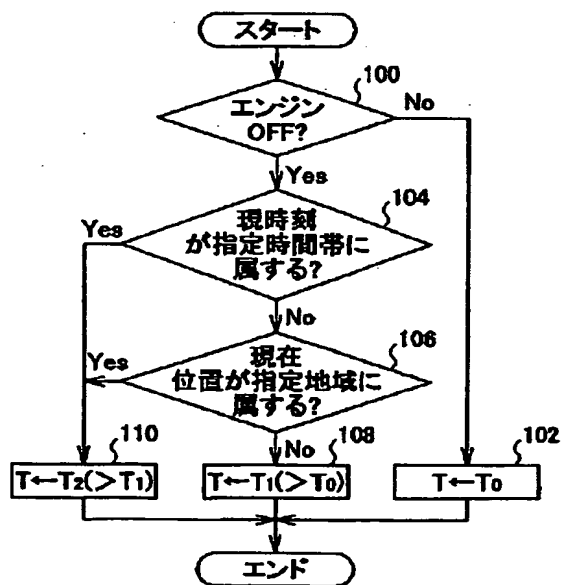 スタート
100
エンジン
OFF?
No
Yes
104
現時刻
が指定時間帯に
属する?
Yes
No
106
現在
位置が指定地域に
属する?
Yes
No
110
T←T₂(>T₁)
108
T←T₁(>T₀)
102
T←T₀
エンド